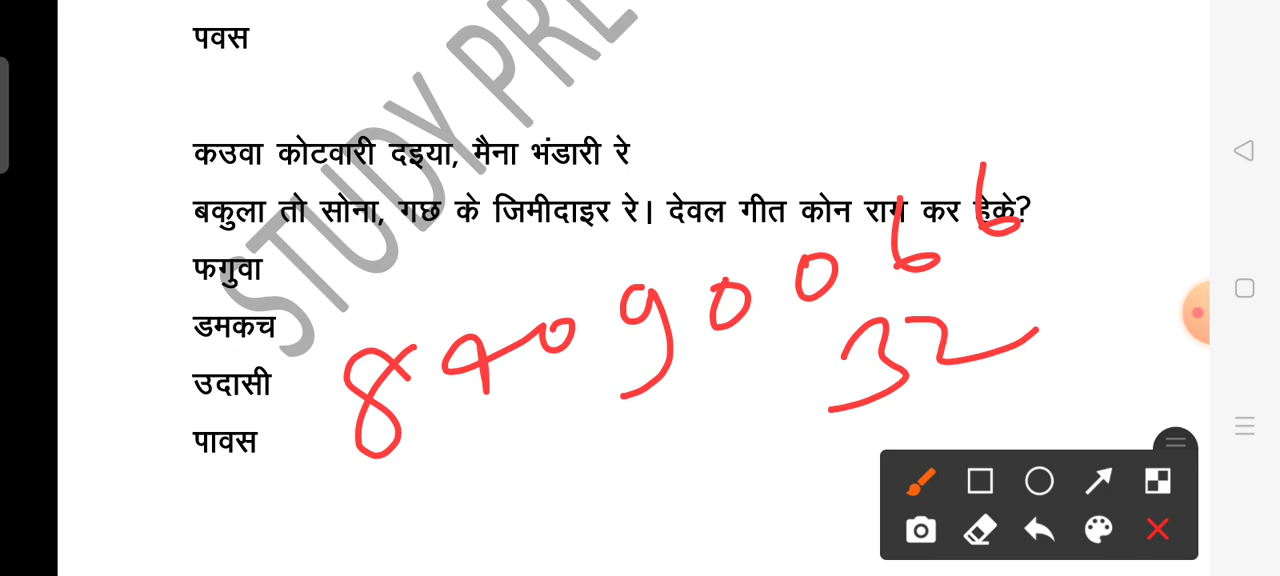 पवस
STUDY PRE
कउवा कोटवारी दइया, मैना भंडारी रे
बकुला तो सोना, गछ के जिमीदाइर रे। देवल गीत कोन राग कर हेके?
फगुवा
डमकच
उदासी
पावस
8409006632